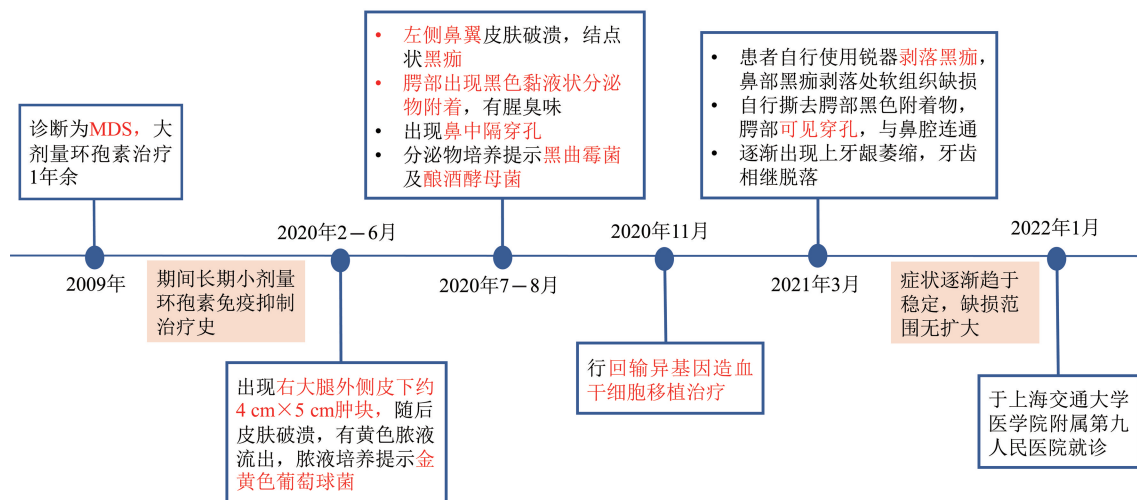 诊断为MDS，大
剂量环孢素治疗
1年余
2009年
期间长期小剂量
环孢素免疫抑制
治疗史
2020年2－6月
出现右大腿外侧皮下约
4 cm×5 cm肿块，随后
皮肤破溃，有黄色脓液
流出，脓液培养提示金
黄色葡萄球菌
• 左侧鼻翼皮肤破溃，结点
状黑痂
• 腭部出现黑色黏液状分泌
物附着，有腥臭味
• 出现鼻中隔穿孔
• 分泌物培养提示黑曲霉菌
及酿酒酵母菌
2020年7－8月
2020年11月
行回输异基因造血
干细胞移植治疗
• 患者自行使用锐器剥落黑痂，
鼻部黑痂剥落处软组织缺损
• 自行撕去腭部黑色附着物，
腭部可见穿孔，与鼻腔连通
• 逐渐出现上牙龈萎缩，牙齿
相继脱落
2021年3月
症状逐渐趋于
稳定，缺损范
围无扩大
2022年1月
于上海交通大学
医学院附属第九
人民医院就诊